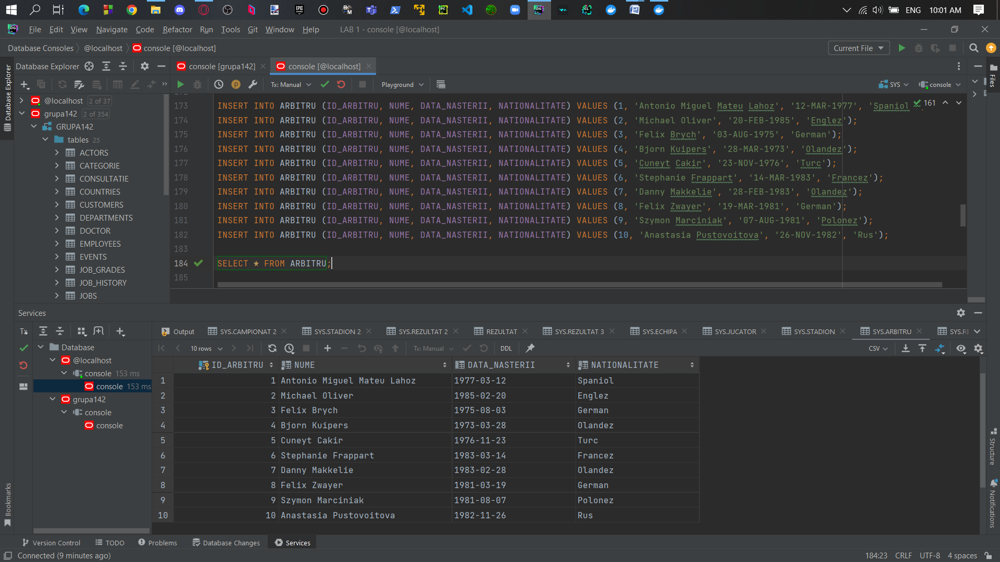 ENG 10:01 AM
File Edit View Navigate Code Refactor Run Tools Git Window Help LAB 1 - console [@localhost]
Database Consoles @localhost console [@localhost] Current File
Database Explorer console [grupa142] console [@localhost]
Tx: Manual Playground SYS console
@localhost 2 of 37
grupa142 2 of 354
GRUPA142
tables 25
ACTORS
CATEGORIE
CONSULTATIE
COUNTRIES
CUSTOMERS
DEPARTMENTS
DOCTOR
EMPLOYEES
EVENTS
JOB_GRADES
JOB_HISTORY
JOBS
Database Explorer
Bookmarks
173 INSERT INTO ARBITRU (ID_ARBITRU, NUME, DATA_NASTERII, NATIONALITATE) VALUES (1, 'Antonio Miguel Mateu Lahoz', '12-MAR-1977', 'Spaniol 161
174 INSERT INTO ARBITRU (ID_ARBITRU, NUME, DATA_NASTERII, NATIONALITATE) VALUES (2, 'Michael Oliver', '20-FEB-1985', 'Englez');
175 INSERT INTO ARBITRU (ID_ARBITRU, NUME, DATA_NASTERII, NATIONALITATE) VALUES (3, 'Felix Brych', '03-AUG-1975', 'German');
176 INSERT INTO ARBITRU (ID_ARBITRU, NUME, DATA_NASTERII, NATIONALITATE) VALUES (4, 'Bjorn Kuipers', '28-MAR-1973', 'Olandez');
177 INSERT INTO ARBITRU (ID_ARBITRU, NUME, DATA_NASTERII, NATIONALITATE) VALUES (5, 'Cuneyt Cakir', '23-NOV-1976', 'Turc');
178 INSERT INTO ARBITRU (ID_ARBITRU, NUME, DATA_NASTERII, NATIONALITATE) VALUES (6, 'Stephanie Frappart', '14-MAR-1983', 'Francez');
179 INSERT INTO ARBITRU (ID_ARBITRU, NUME, DATA_NASTERII, NATIONALITATE) VALUES (7, 'Danny Makkelie', '28-FEB-1983', 'Olandez');
180 INSERT INTO ARBITRU (ID_ARBITRU, NUME, DATA_NASTERII, NATIONALITATE) VALUES (8, 'Felix Zwayer', '19-MAR-1981', 'German');
181 INSERT INTO ARBITRU (ID_ARBITRU, NUME, DATA_NASTERII, NATIONALITATE) VALUES (9, 'Szymon Marciniak', '07-AUG-1981', 'Polonez');
182 INSERT INTO ARBITRU (ID_ARBITRU, NUME, DATA_NASTERII, NATIONALITATE) VALUES (10, 'Anastasia Pustovoitova', '26-NOV-1982', 'Rus');
183
184 SELECT * FROM ARBITRU;
185
Files
Structure
Notifications
Services
Tx
Database
@localhost
console 153 ms
console 153 ms
grupa142
console
console
Output SYS.CAMPIONAT 2 SYS.STADION 2 SYS.REZULTAT 2 REZULTAT SYS.REZULTAT 3 SYS.ECHIPA SYS.JUCATOR SYS.STADION SYS.ARBITRU SYS.RE
10 rows Tx: Manual DDL CSV
ID_ARBITRU NUME DATA_NASTERII NATIONALITATE
1 1 Antonio Miguel Mateu Lahoz 1977-03-12 Spaniol
2 2 Michael Oliver 1985-02-20 Englez
3 3 Felix Brych 1975-08-03 German
4 4 Bjorn Kuipers 1973-03-28 Olandez
5 5 Cuneyt Cakir 1976-11-23 Turc
6 6 Stephanie Frappart 1983-03-14 Francez
7 7 Danny Makkelie 1983-02-28 Olandez
8 8 Felix Zwayer 1981-03-19 German
9 9 Szymon Marciniak 1981-08-07 Polonez
10 10 Anastasia Pustovoitova 1982-11-26 Rus
Version Control TODO Problems Database Changes Services
Connected (9 minutes ago) 184:23 CRLF UTF-8 4 spaces